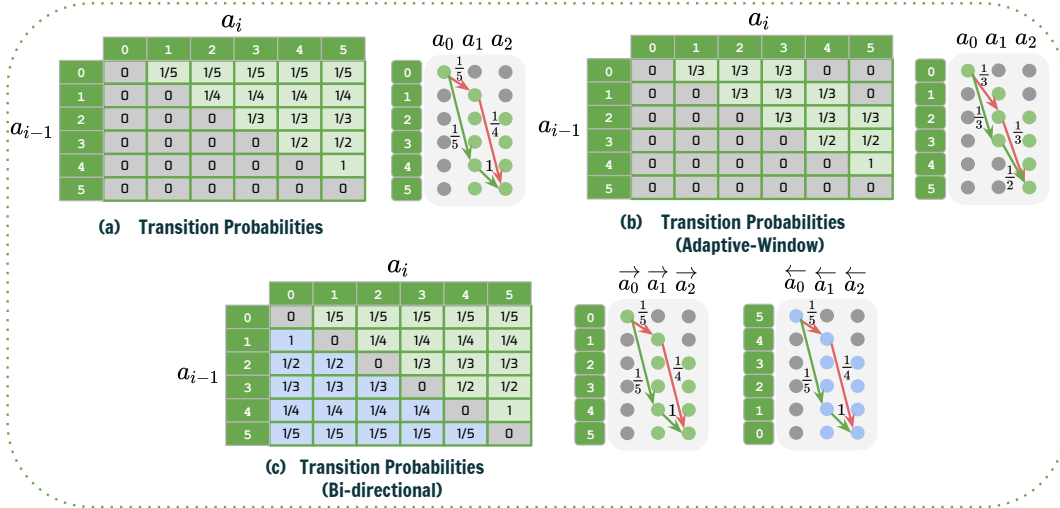 a_i
0 1 2 3 4 5
0 0 1/5 1/5 1/5 1/5 1/5
1 0 0 1/4 1/4 1/4 1/4
2 0 0 0 1/3 1/3 1/3
a_{i-1}
3 0 0 0 0 1/2 1/2
4 0 0 0 0 0 1
5 0 0 0 0 0 0
a_0 a_1 a_2
0 1/5
1
2 1/5 1/4
3
4 1
5
(a) Transition Probabilities
a_i
0 1 2 3 4 5
0 0 1/3 1/3 1/3 0 0
1 0 0 1/3 1/3 1/3 0
2 0 0 0 1/3 1/3 1/3
a_{i-1}
3 0 0 0 0 1/2 1/2
4 0 0 0 0 0 1
5 0 0 0 0 0 0
a_0 a_1 a_2
0 1/3
1
2 1/3 1/3
3
4 1/2
5
(b) Transition Probabilities
(Adaptive-Window)
a_i
0 1 2 3 4 5
0 0 1/5 1/5 1/5 1/5 1/5
1 1 0 1/4 1/4 1/4 1/4
2 1/2 1/2 0 1/3 1/3 1/3
a_{i-1}
3 1/3 1/3 1/3 0 1/2 1/2
4 1/4 1/4 1/4 1/4 0 1
5 1/5 1/5 1/5 1/5 1/5 0
→a_0 →a_1 →a_2
0 1/5
1
2 1/4
3 1/5
4 1
5
←a_0 ←a_1 ←a_2
5 1/5
4
3 1/4
2 1/5
1 1
0
(c) Transition Probabilities
(Bi-directional)